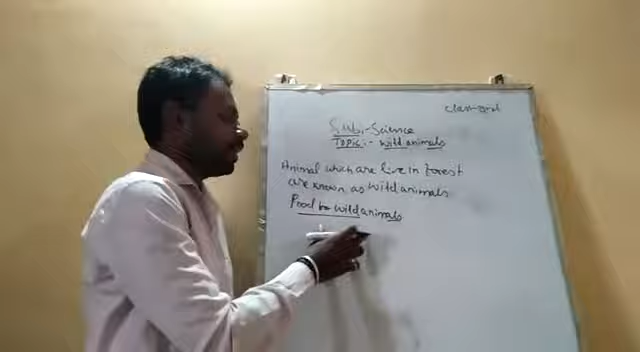 Class-2nd
Sub:-Science
Topic:- wild animals
Animal which are live in forest
are known as wild animals
Food for wild animals